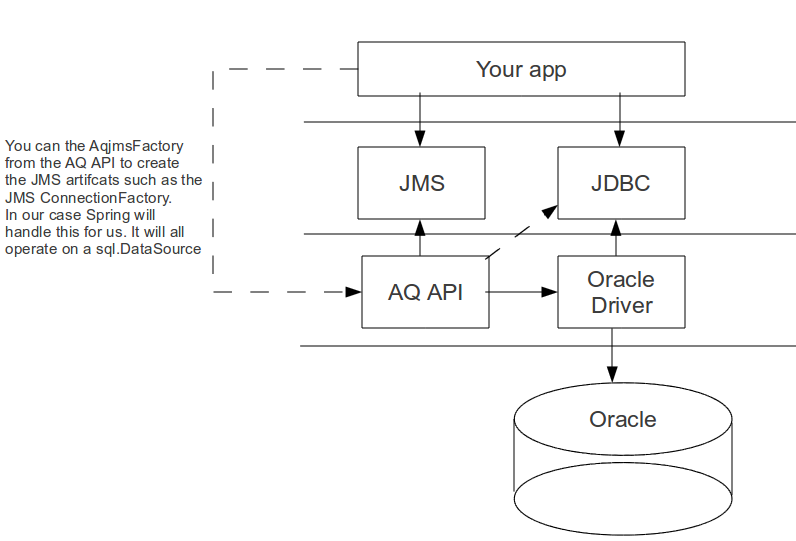 Your app
You can the AqjmsFactory
from the AQ API to create
the JMS artifcats such as the
JMS ConnectionFactory.
In our case Spring will
handle this for us. It will all
operate on a sql.DataSource
JMS
JDBC
AQ API
Oracle
Driver
Oracle